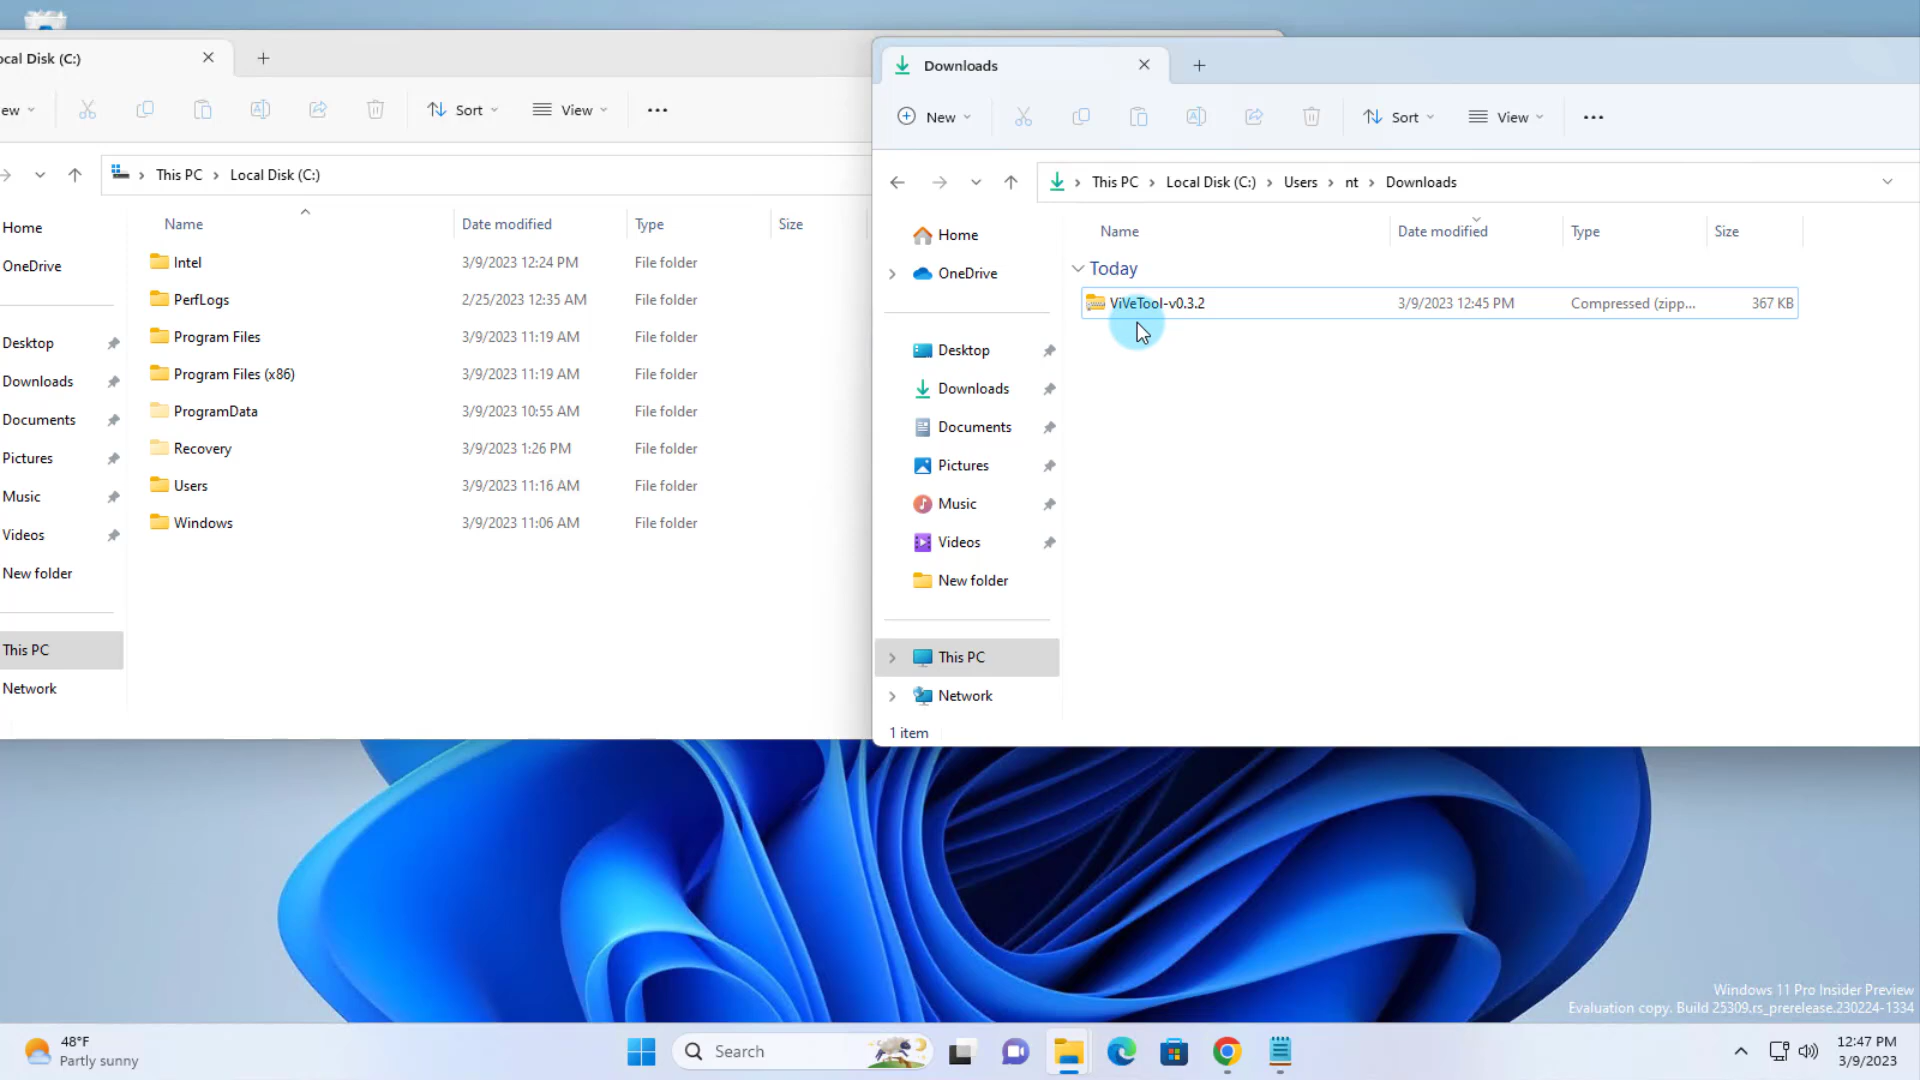 ocal Disk (C:)
ew
Sort
View
This PC
Local Disk (C:)
Home
OneDrive
Desktop
Downloads
Documents
Pictures
Music
Videos
New folder
This PC
Network
Name Date modified Type Size
Intel 3/9/2023 12:24 PM File folder
PerfLogs 2/25/2023 12:35 AM File folder
Program Files 3/9/2023 11:19 AM File folder
Program Files (x86) 3/9/2023 11:19 AM File folder
ProgramData 3/9/2023 10:55 AM File folder
Recovery 3/9/2023 1:26 PM File folder
Users 3/9/2023 11:16 AM File folder
Windows 3/9/2023 11:06 AM File folder
Downloads
New
Sort
View
This PC
Local Disk (C:)
Users
nt
Downloads
Home
OneDrive
Desktop
Downloads
Documents
Pictures
Music
Videos
New folder
This PC
Network
Name Date modified Type Size
Today
ViVeTool-v0.3.2 3/9/2023 12:45 PM Compressed (zipp... 367 KB
1 item
Windows 11 Pro Insider Preview
Evaluation copy. Build 25309.rs_prerelease.230224-1334
48°F
Partly sunny
Search
12:47 PM
3/9/2023